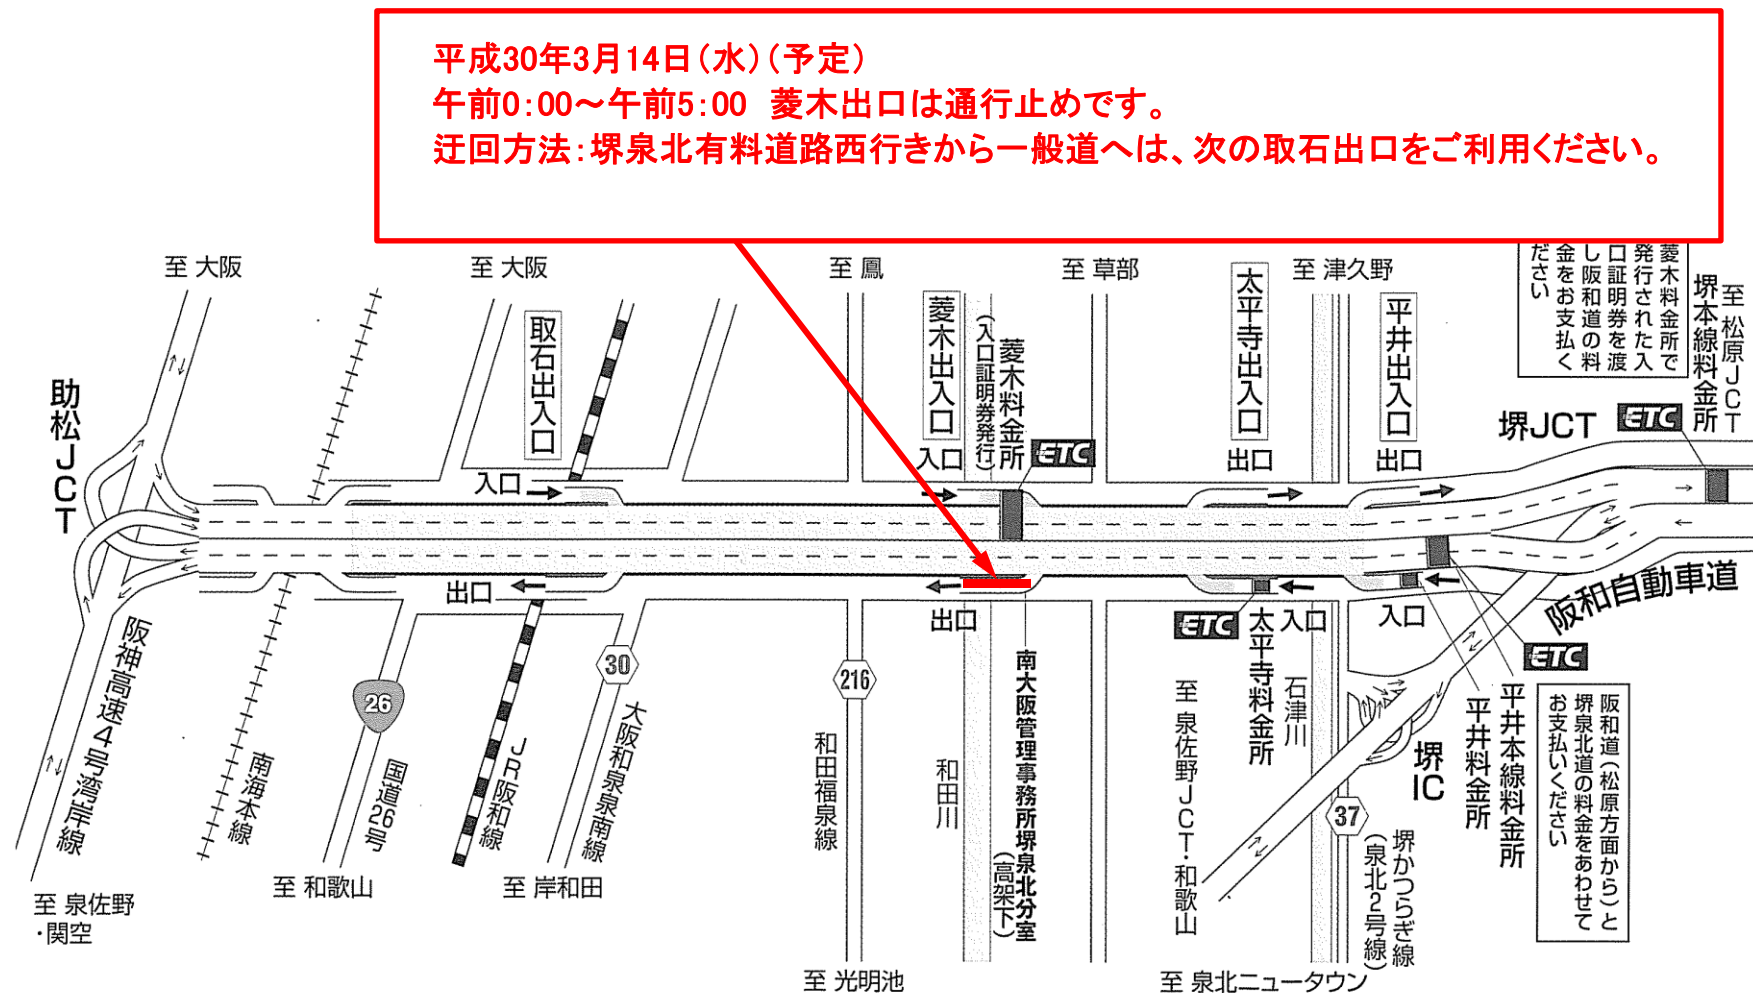 平成30年3月14日(水)(予定)
午前0:00～午前5:00 菱木出口は通行止めです。
迂回方法:堺泉北有料道路西行きから一般道へは、次の取石出口をご利用ください。
至 大阪
至 大阪
至 鳳
至 草部
至 津久野
菱木料金所で
発行された入
口証明券を渡
し阪和道の料
金をお支払く
ださい
至 松原JCT
堺本線料金所
助松JCT
取石出入口
菱木出入口
菱木料金所
(入口証明券発行)
太平寺出入口
平井出入口
堺JCT
ETC
ETC
入口
入口
出口
出口
出口
出口
入口
入口
阪和自動車道
ETC
ETC
阪神高速4号湾岸線
南海本線
26
国道26号
JR阪和線
30
大阪和泉泉南線
216
和田福泉線
和田川
南大阪管理事務所堺泉北分室
(高架下)
太平寺料金所
石津川
至 泉佐野JCT・和歌山
堺IC
平井料金所
平井本線料金所
37
堺かつらぎ線
(泉北2号線)
阪和道(松原方面から)と
堺泉北道の料金をあわせて
お支払いください
至 泉佐野
・関空
至 和歌山
至 岸和田
至 光明池
至 泉北ニュータウン